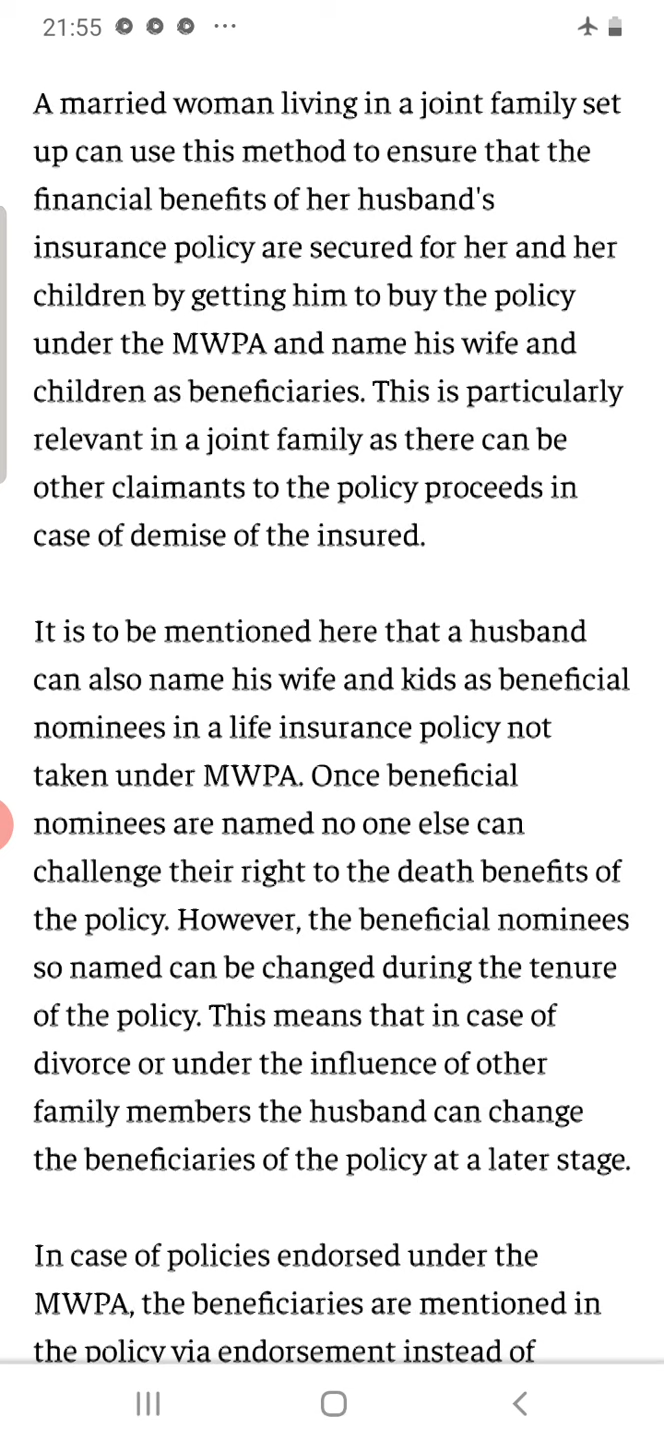 21:55
A married woman living in a joint family set
up can use this method to ensure that the
financial benefits of her husband's
insurance policy are secured for her and her
children by getting him to buy the policy
under the MWPA and name his wife and
children as beneficiaries. This is particularly
relevant in a joint family as there can be
other claimants to the policy proceeds in
case of demise of the insured.
It is to be mentioned here that a husband
can also name his wife and kids as beneficial
nominees in a life insurance policy not
taken under MWPA. Once beneficial
nominees are named no one else can
challenge their right to the death benefits of
the policy. However, the beneficial nominees
so named can be changed during the tenure
of the policy. This means that in case of
divorce or under the influence of other
family members the husband can change
the beneficiaries of the policy at a later stage.
In case of policies endorsed under the
MWPA, the beneficiaries are mentioned in
the policy via endorsement instead of